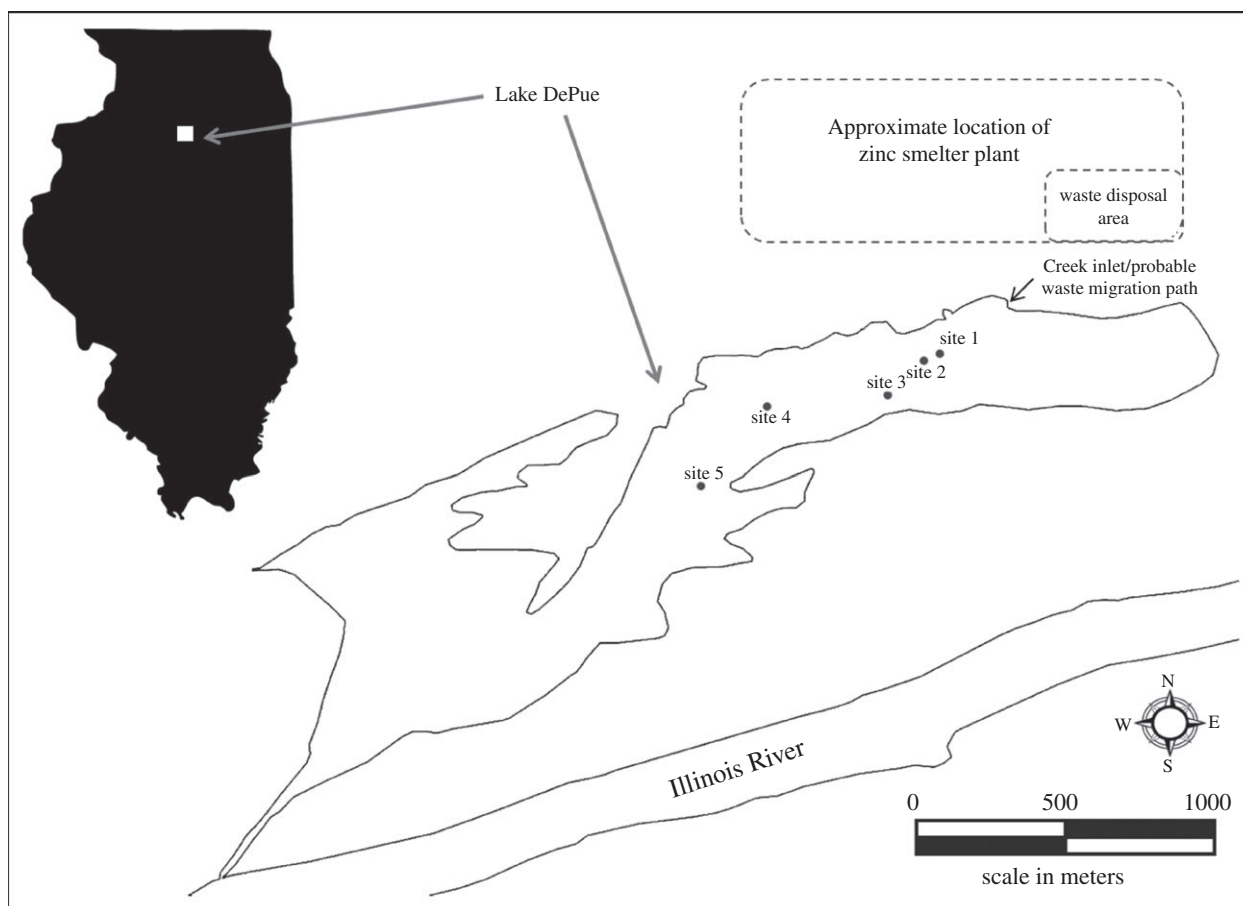 Lake DePue
Approximate location of
zinc smelter plant
waste disposal
area
Creek inlet/probable
waste migration path
site 1
site 2
site 3
site 4
site 5
Illinois River
N
W E
S
0 500 1000
scale in meters